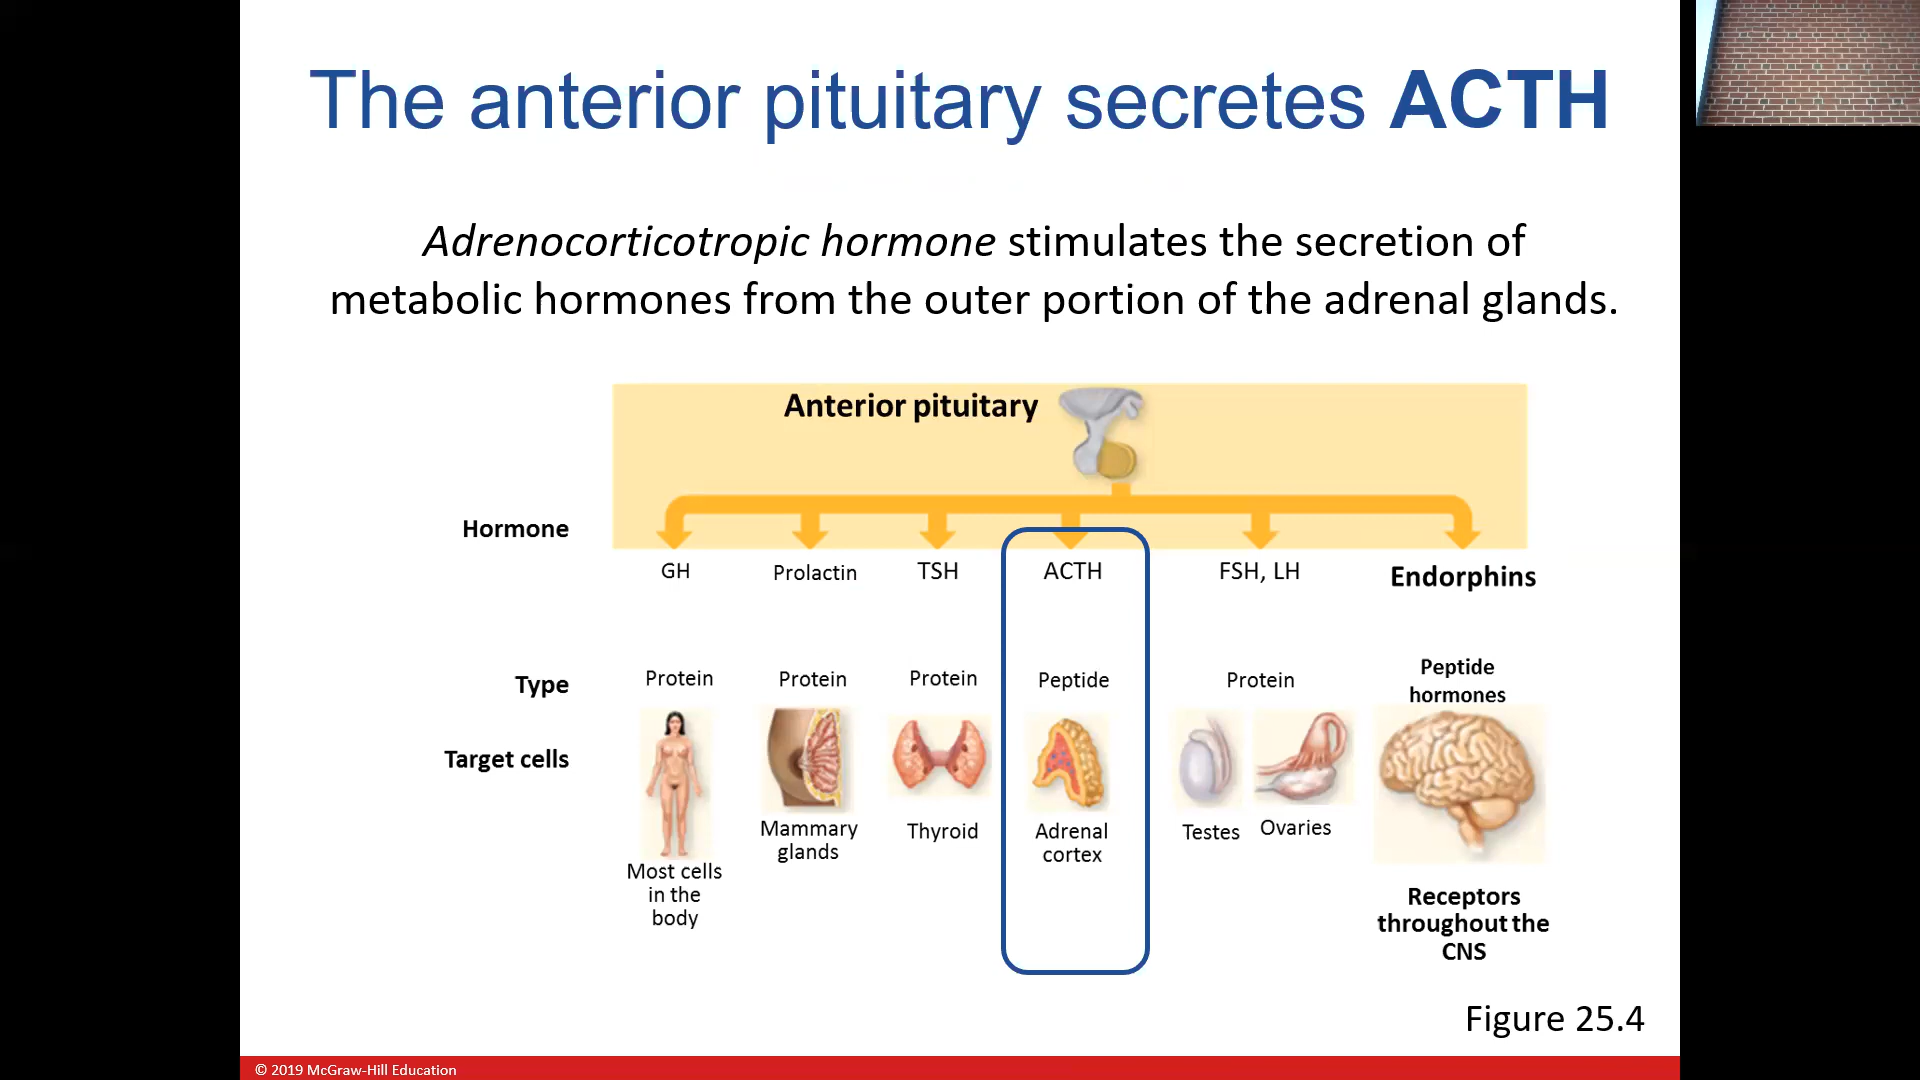 The anterior pituitary secretes ACTH
Adrenocorticotropic hormone stimulates the secretion of
metabolic hormones from the outer portion of the adrenal glands.
Anterior pituitary
Hormone
GH
Prolactin
TSH
ACTH
FSH, LH
Endorphins
Type
Protein
Protein
Protein
Peptide
Protein
Peptide
hormones
Target cells
Most cells
in the
body
Mammary
glands
Thyroid
Adrenal
cortex
Testes
Ovaries
Receptors
throughout the
CNS
Figure 25.4
© 2019 McGraw-Hill Education